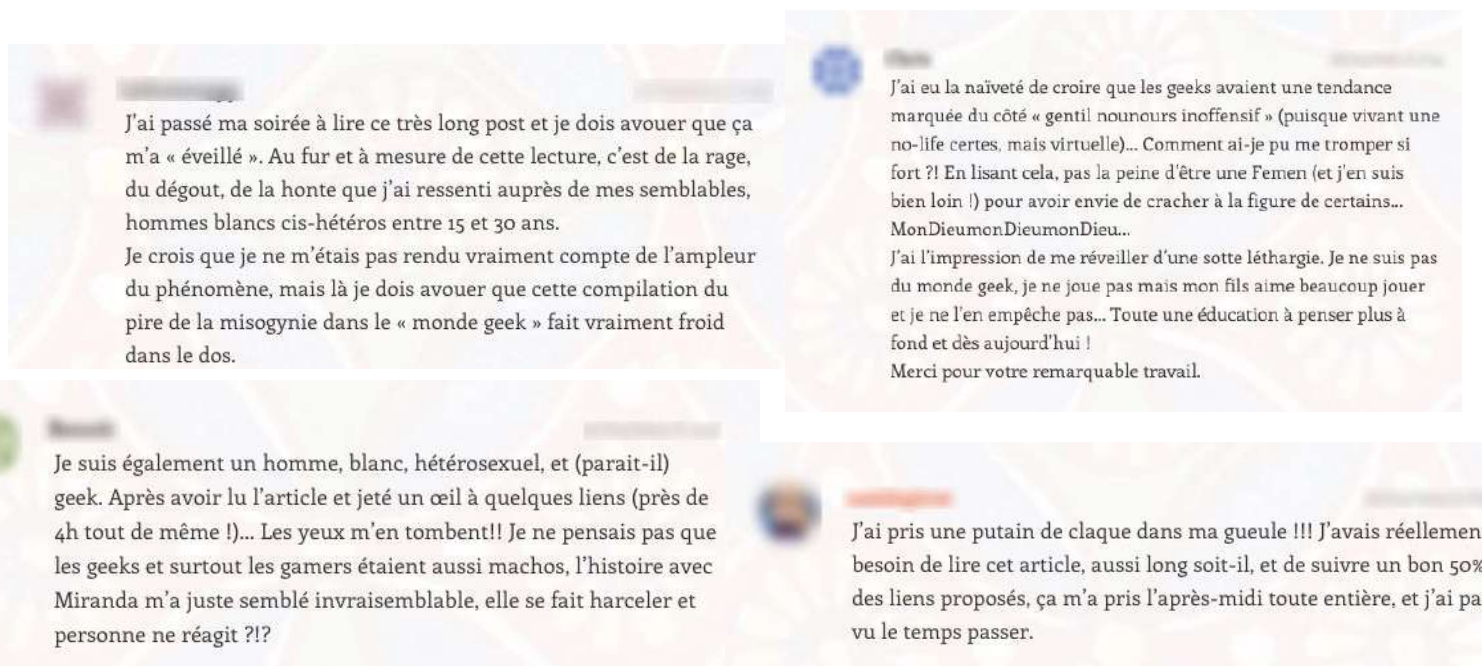 J'ai passé ma soirée à lire ce très long post et je dois avouer que ça
m'a « éveillé ». Au fur et à mesure de cette lecture, c'est de la rage,
du dégout, de la honte que j'ai ressenti auprès de mes semblables,
hommes blancs cis-hétéros entre 15 et 30 ans.
Je crois que je ne m'étais pas rendu vraiment compte de l'ampleur
du phénomène, mais là je dois avouer que cette compilation du
pire de la misogynie dans le « monde geek » fait vraiment froid
dans le dos.
J'ai eu la naïveté de croire que les geeks avaient une tendance
marquée du côté « gentil nounours inoffensif » (puisque vivant une
no-life certes, mais virtuelle)... Comment ai-je pu me tromper si
fort ?! En lisant cela, pas la peine d'être une Femen (et j'en suis
bien loin !) pour avoir envie de cracher à la figure de certains...
MonDieumonDieumonDieu...
J'ai l'impression de me réveiller d'une sotte léthargie. Je ne suis pas
du monde geek, je ne joue pas mais mon fils aime beaucoup jouer
et je ne l'en empêche pas... Toute une éducation à penser plus à
fond et dès aujourd'hui !
Merci pour votre remarquable travail.
Je suis également un homme, blanc, hétérosexuel, et (parait-il)
geek. Après avoir lu l'article et jeté un œil à quelques liens (près de
4h tout de même !)... Les yeux m'en tombent!! Je ne pensais pas que
les geeks et surtout les gamers étaient aussi machos, l'histoire avec
Miranda m'a juste semblé invraisemblable, elle se fait harceler et
personne ne réagit ?!?
J'ai pris une putain de claque dans ma gueule !!! J'avais réellemen
besoin de lire cet article, aussi long soit-il, et de suivre un bon 50%
des liens proposés, ça m'a pris l'après-midi toute entière, et j'ai pa
vu le temps passer.